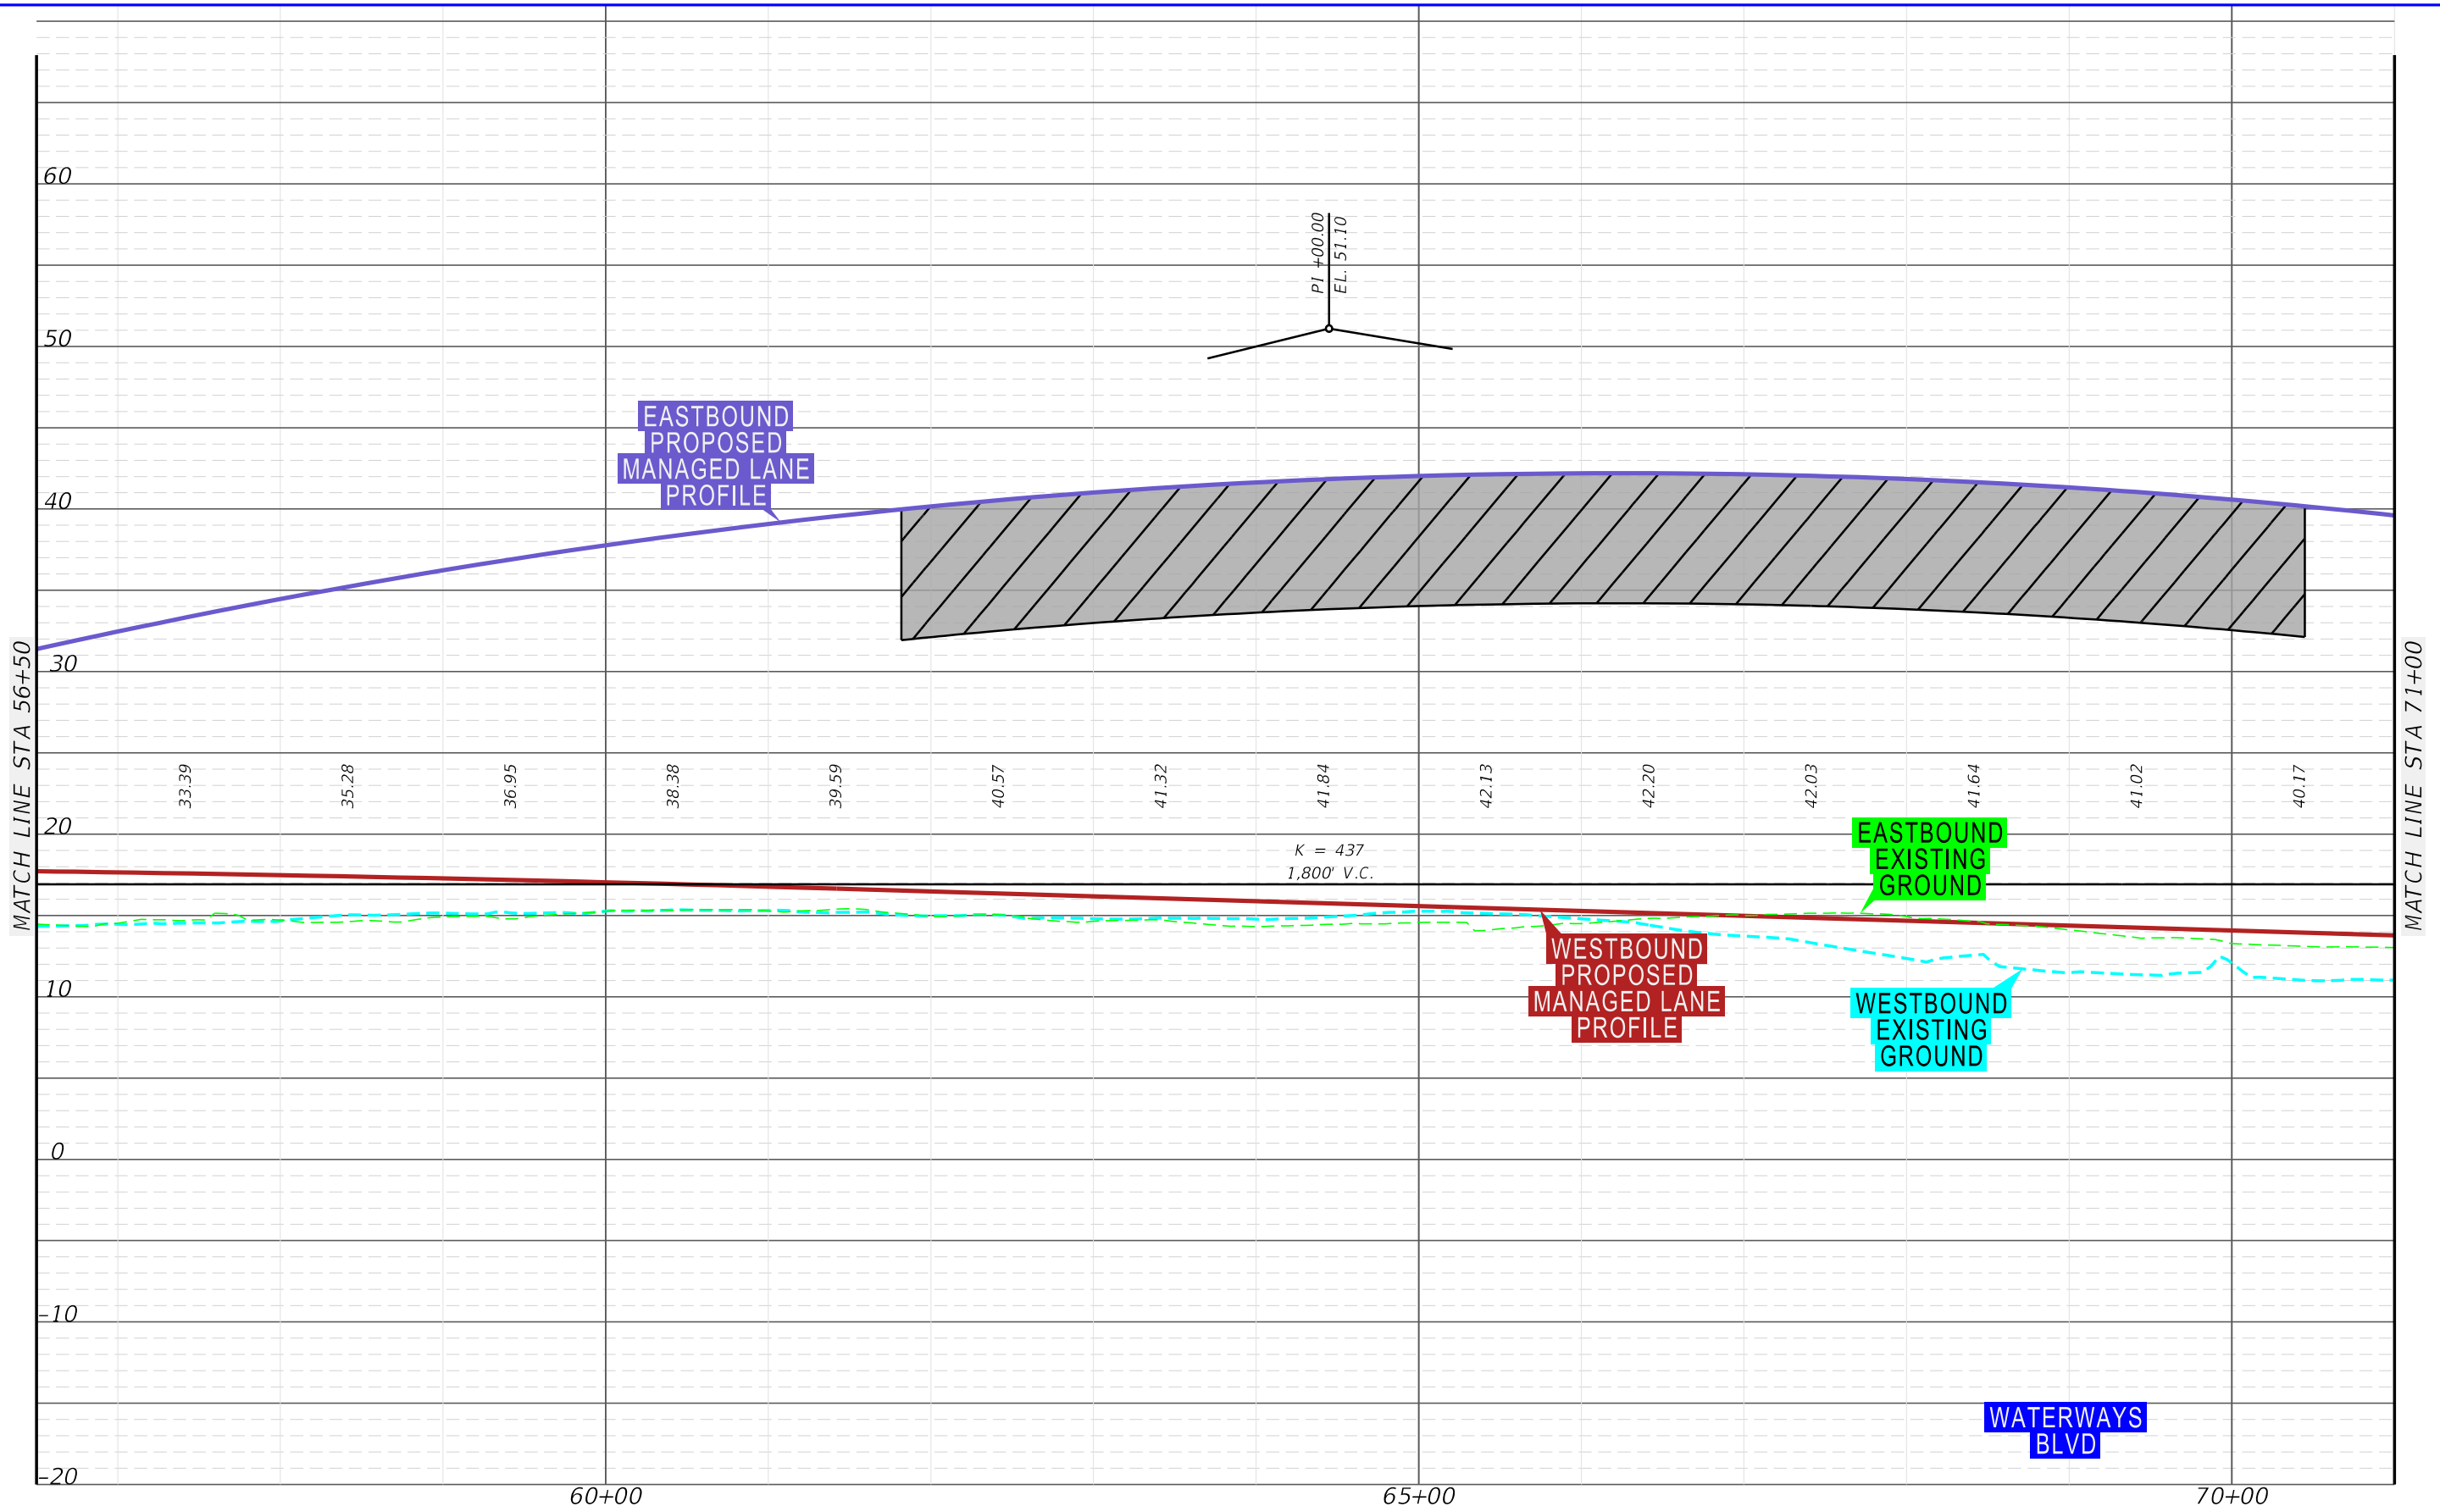 60
50
40
30
20
10
0
-10
-20
MATCH LINE STA 56+50
MATCH LINE STA 71+00
PI +00.00
EL. 51.10
EASTBOUND
PROPOSED
MANAGED LANE
PROFILE
33.39
35.28
36.95
38.38
39.59
40.57
41.32
41.84
42.13
42.20
42.03
41.64
41.02
40.17
K = 437
1,800' V.C.
EASTBOUND
EXISTING
GROUND
WESTBOUND
PROPOSED
MANAGED LANE
PROFILE
WESTBOUND
EXISTING
GROUND
WATERWAYS
BLVD
60+00
65+00
70+00